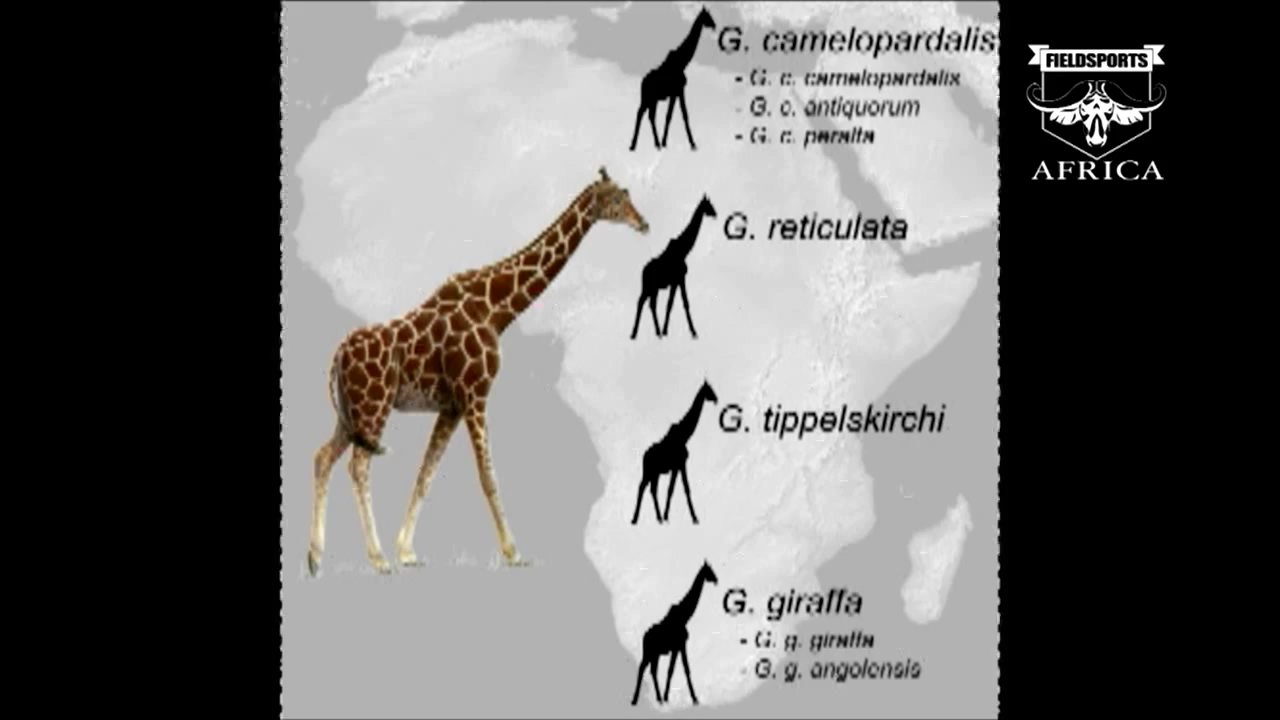 G. camelopardalis
- G. c. camelopardalis
- G. c. antiquorum
- G. c. peralta
G. reticulata
G. tippelskirchi
G. giraffa
- G. g. giraffa
- G. g. angolensis
FIELDSPORTS
AFRICA